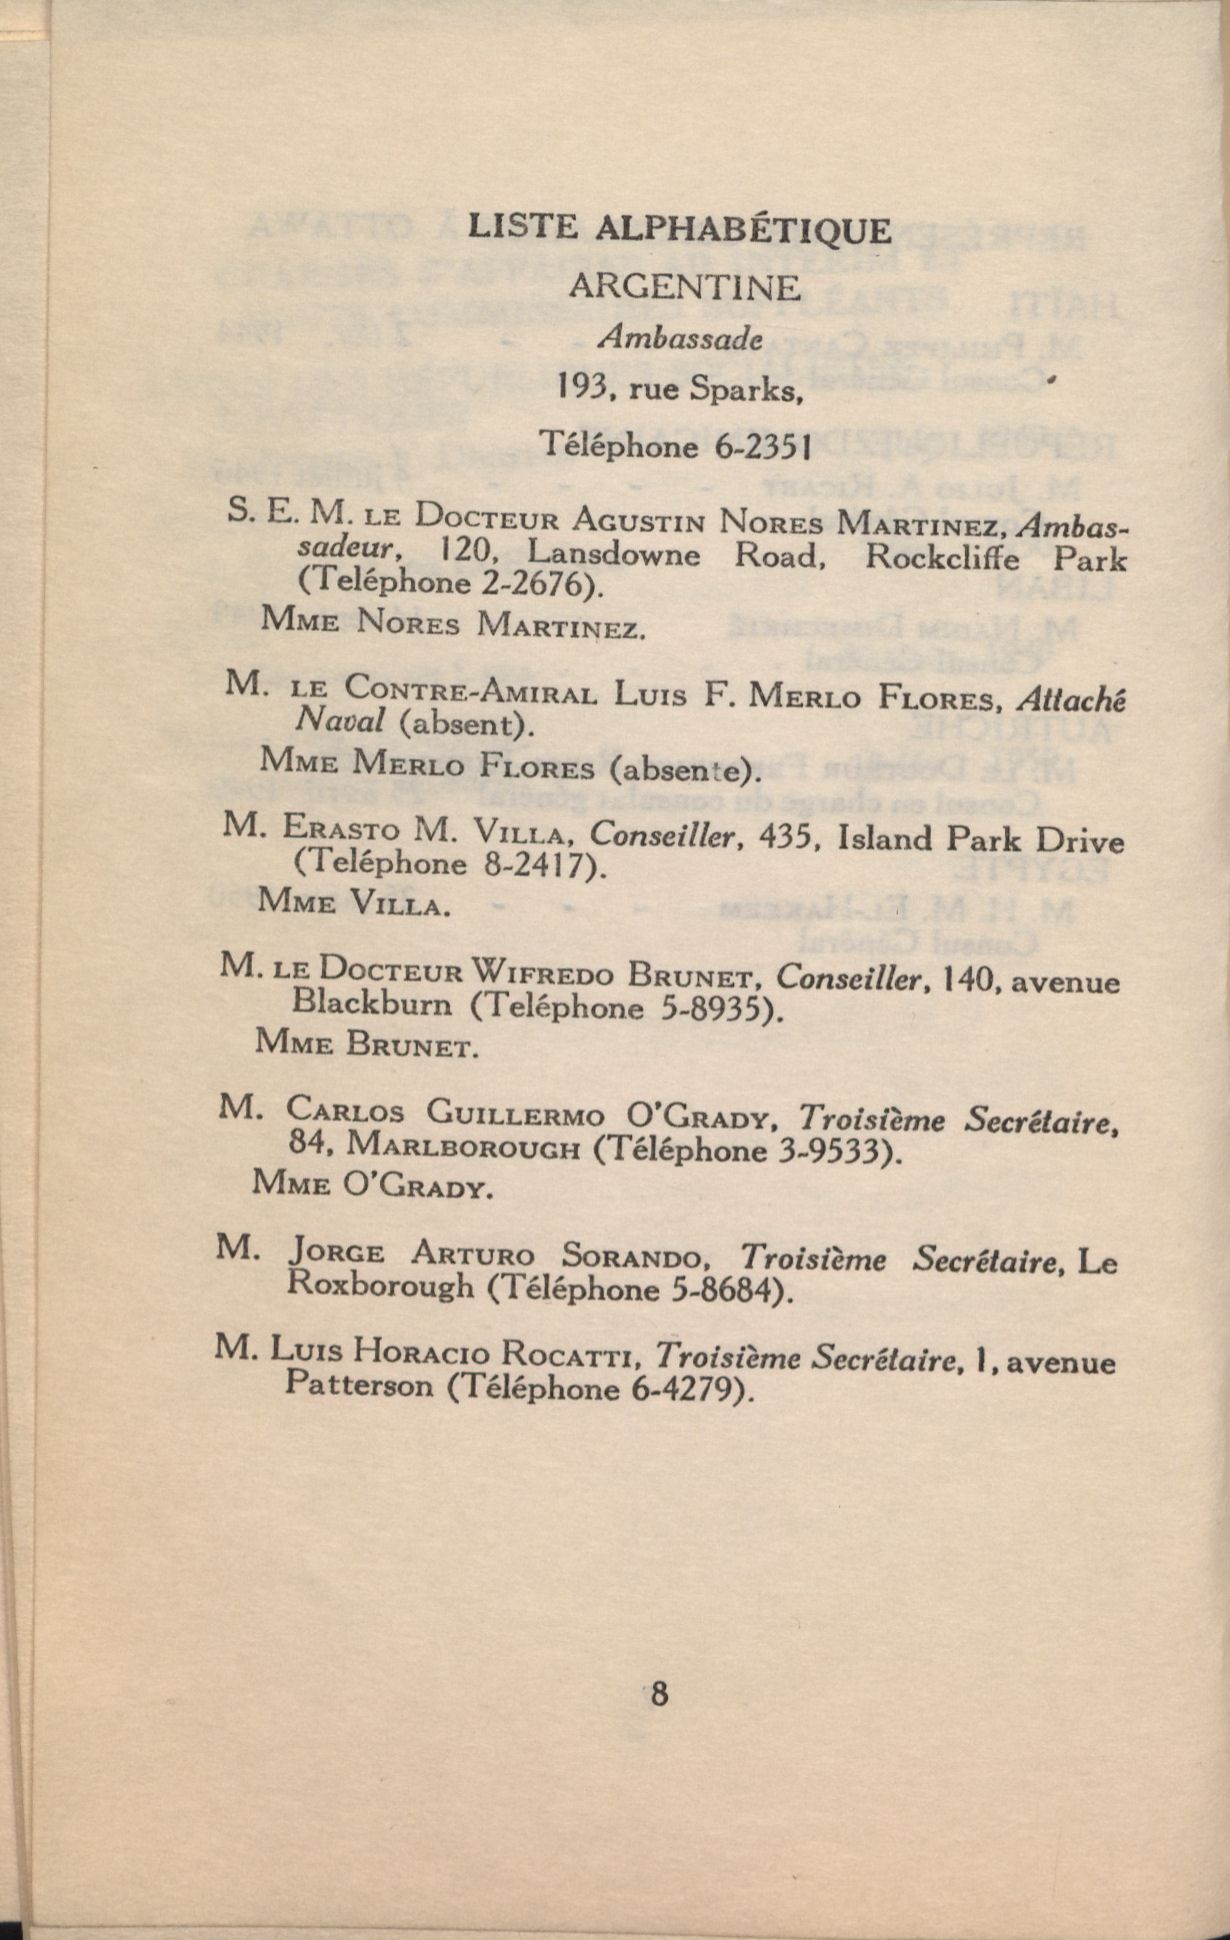 LISTE ALPHABÉTIQUE
ARGENTINE
Ambassade
193, rue Sparks,
Téléphone 6-2351
S. E. M. LE DOCTEUR AGUSTIN NORES MARTINEZ, Ambas-
sadeur, 120, Lansdowne Road, Rockcliffe Park
(Teléphone 2-2676).
MME NORES MARTINEZ.
M. LE CONTRE-AMIRAL LUIS F. MERLO FLORES, Attaché
Naval (absent).
MME MERLO FLORES (absente).
M. ERASTO M. VILLA, Conseiller, 435, Island Park Drive
(Teléphone 8-2417).
MME VILLA.
M. LE DOCTEUR WIFREDO BRUNET, Conseiller, 140, avenue
Blackburn (Teléphone 5-8935).
MME BRUNET.
M. CARLOS GUILLERMO O'GRADY, Troisième Secrétaire,
84, MARLBOROUGH (Téléphone 3-9533).
MME O'GRADY.
M. JORGE ARTURO SORANDO, Troisième Secrétaire, Le
Roxborough (Téléphone 5-8684).
M. LUIS HORACIO ROCATTI, Troisième Secrétaire, 1, avenue
Patterson (Téléphone 6-4279).
8